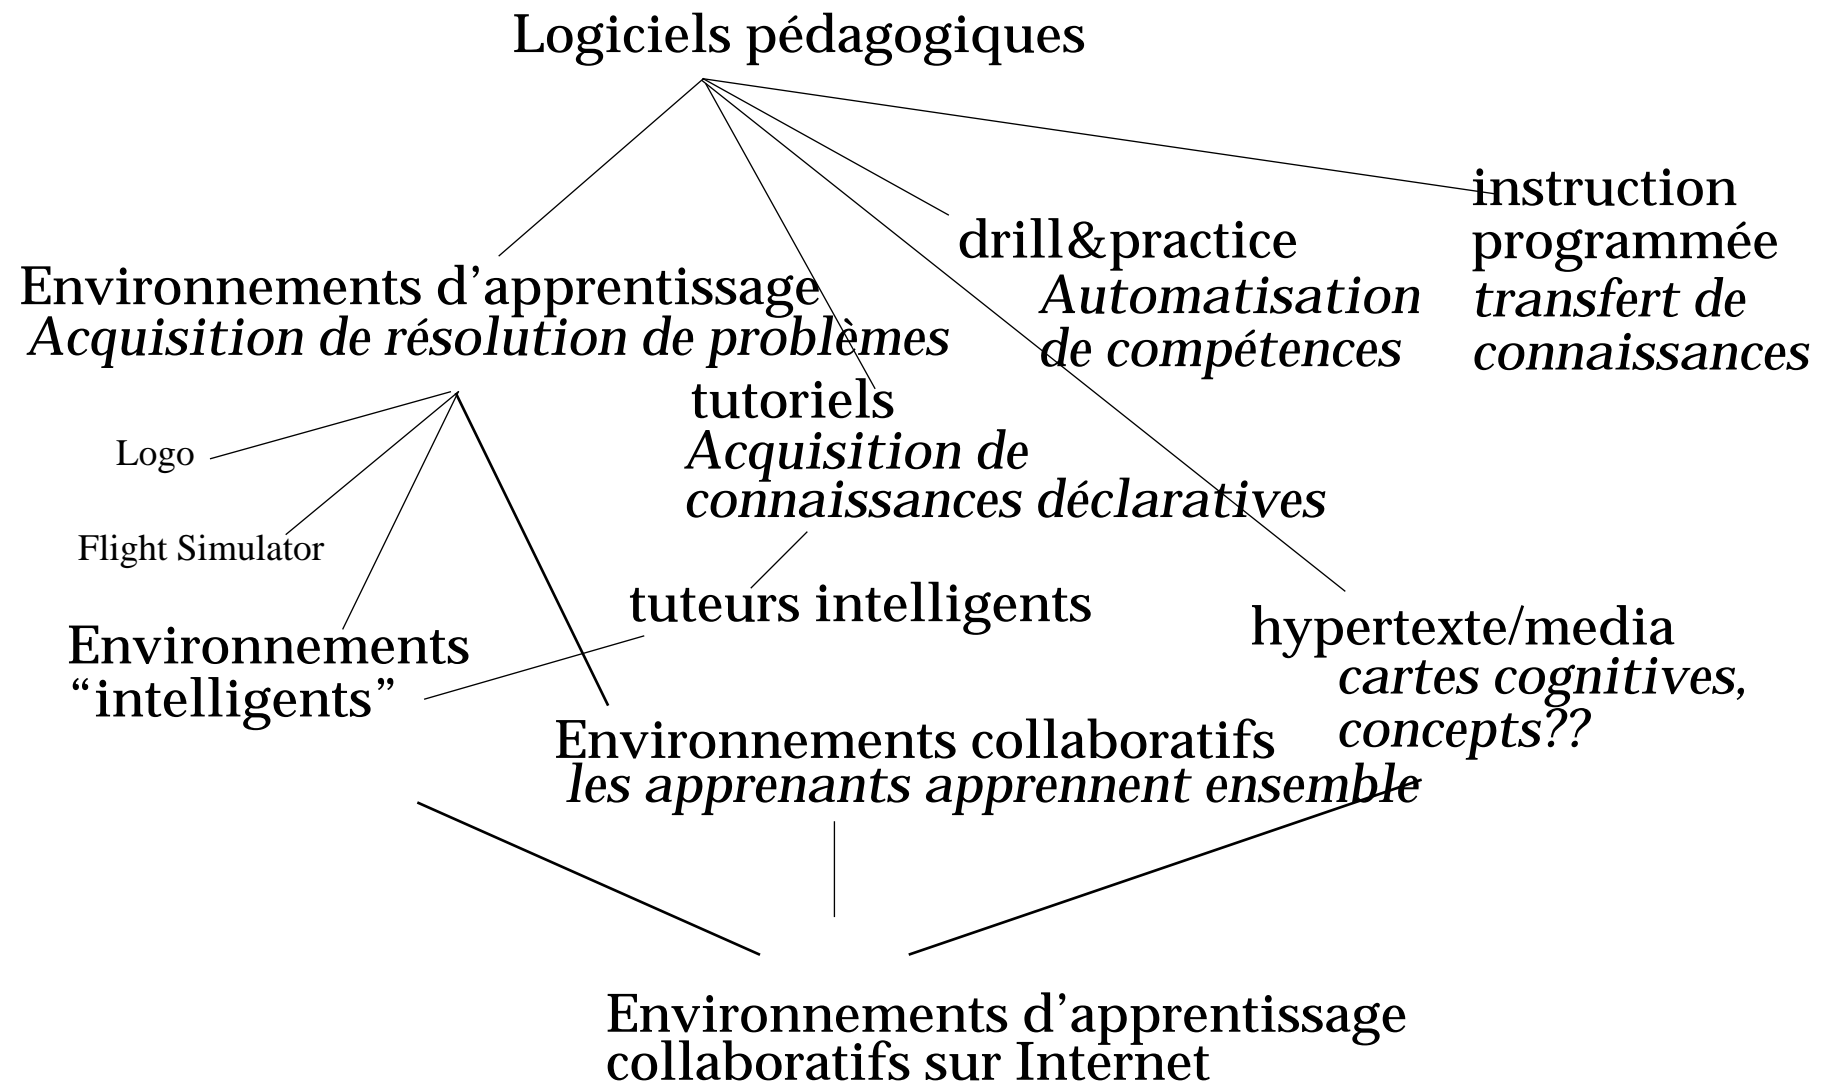 Logiciels pédagogiques
instruction
programmée
transfert de
connaissances
drill&practice
Automatisation
de compétences
Environnements d’apprentissage
Acquisition de résolution de problèmes
tutoriels
Acquisition de
connaissances déclaratives
Logo
Flight Simulator
tuteurs intelligents
Environnements
“intelligents”
hypertexte/media
cartes cognitives,
concepts??
Environnements collaboratifs
les apprenants apprennent ensemble
Environnements d’apprentissage
collaboratifs sur Internet